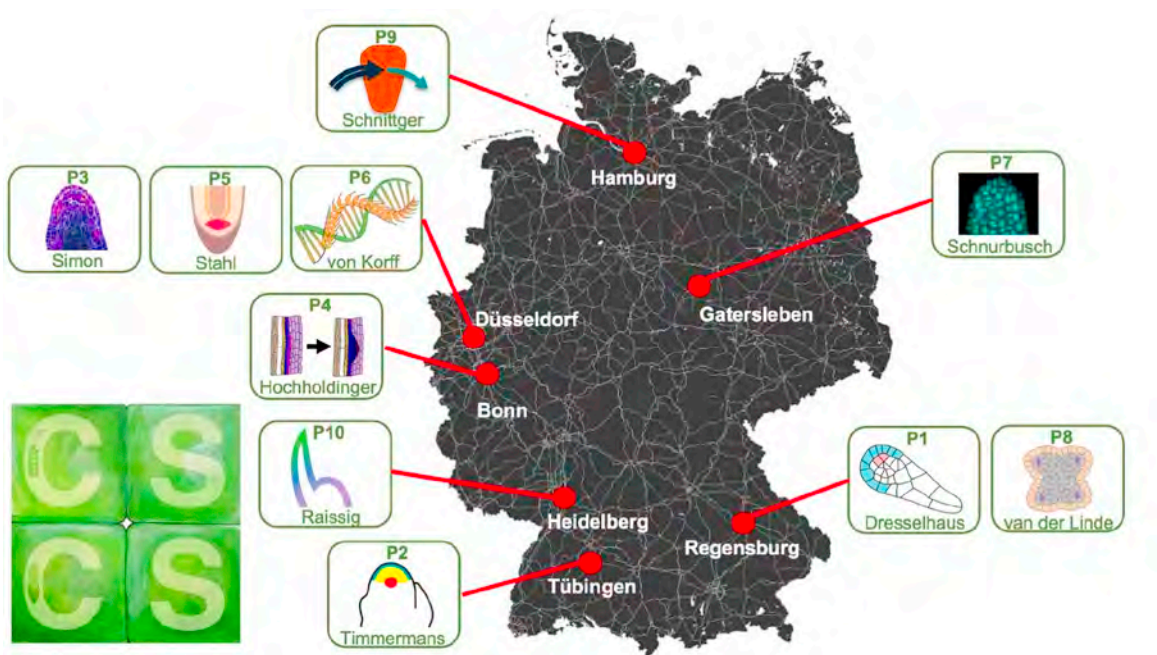 P9
Schnittger
Hamburg
P3
Simon
P5
Stahl
P6
von Korff
P7
Schnurbusch
Gatersleben
Düsseldorf
P4
Hochholdinger
Bonn
C S
C S
P10
Raissig
Heidelberg
P1
Dresselhaus
P8
van der Linde
Regensburg
P2
Timmermans
Tübingen